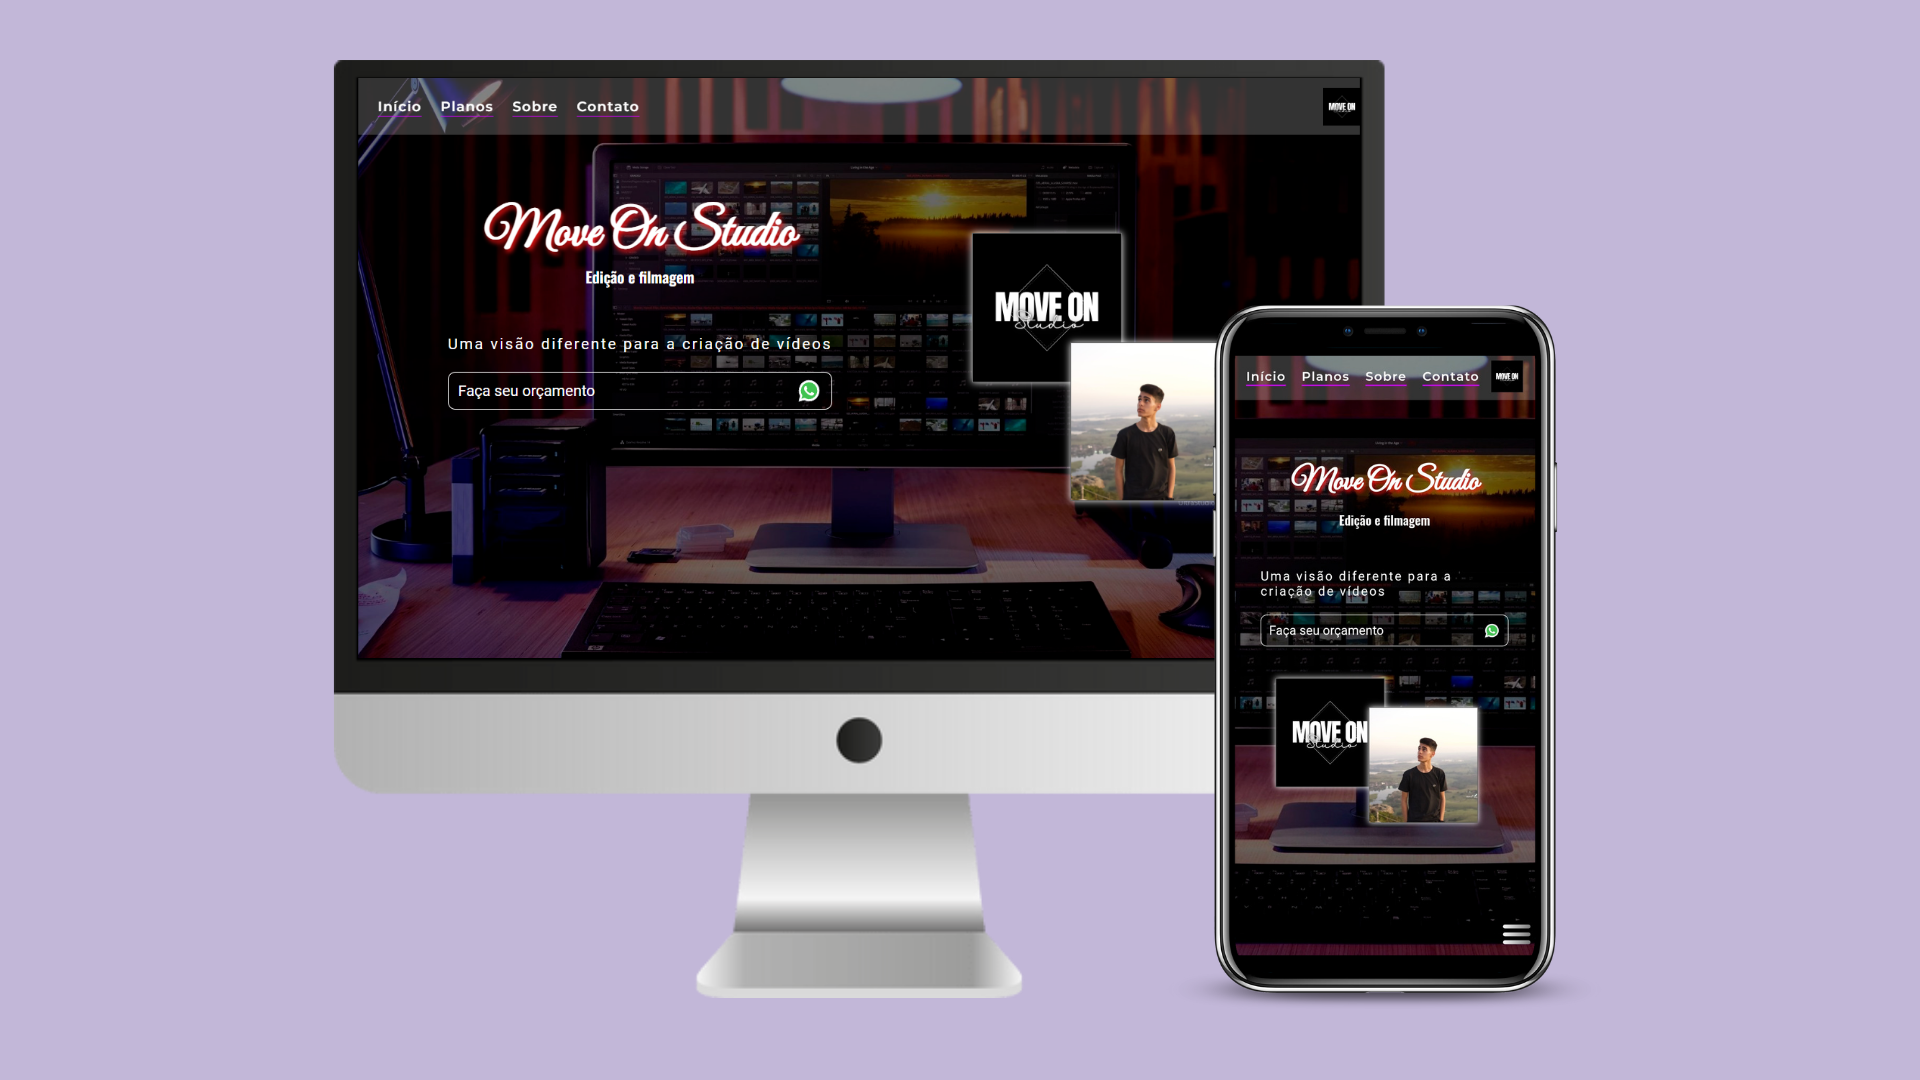 Início Planos Sobre Contato
MOVE ON
Move On Studio
Edição e filmagem
Uma visão diferente para a criação de vídeos
Faça seu orçamento
MOVE ON
Studio
Início Planos Sobre Contato
MOVE ON
Move On Studio
Edição e filmagem
Uma visão diferente para a
criação de vídeos
Faça seu orçamento
MOVE ON
Studio